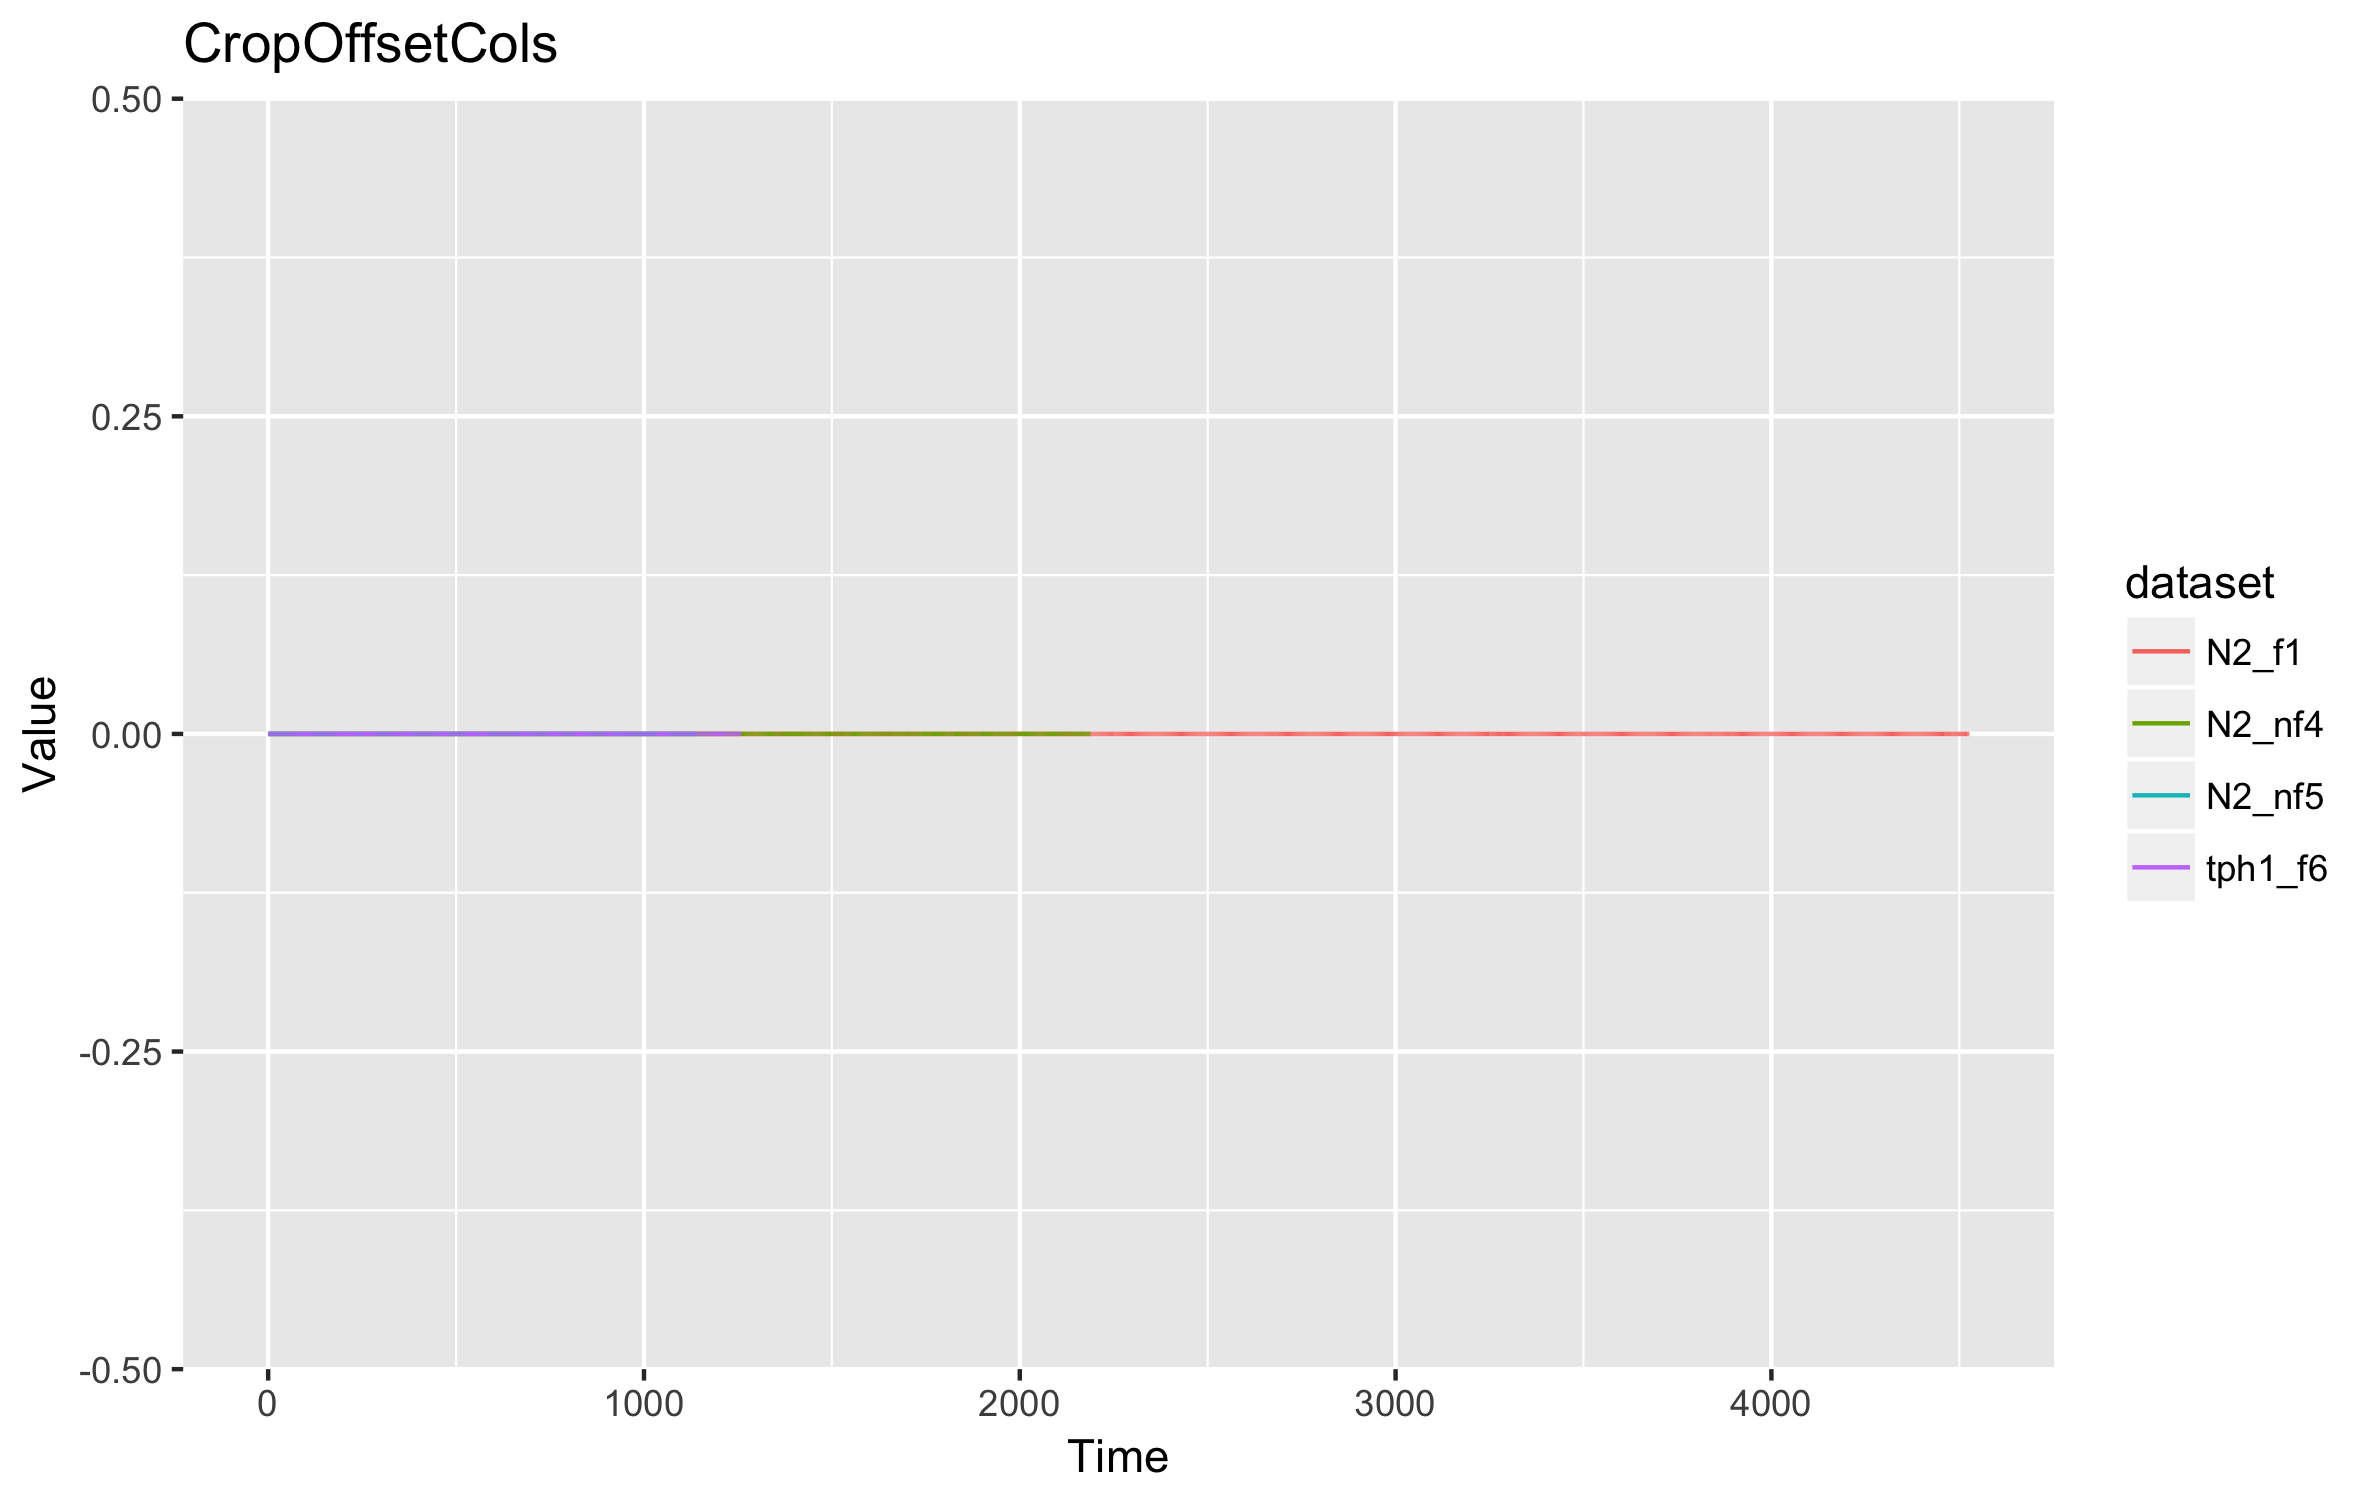 CropOffsetCols
0.50
0.25
0.00
-0.25
-0.50
Value
0 1000 2000 3000 4000
Time
dataset
N2_f1
N2_nf4
N2_nf5
tph1_f6